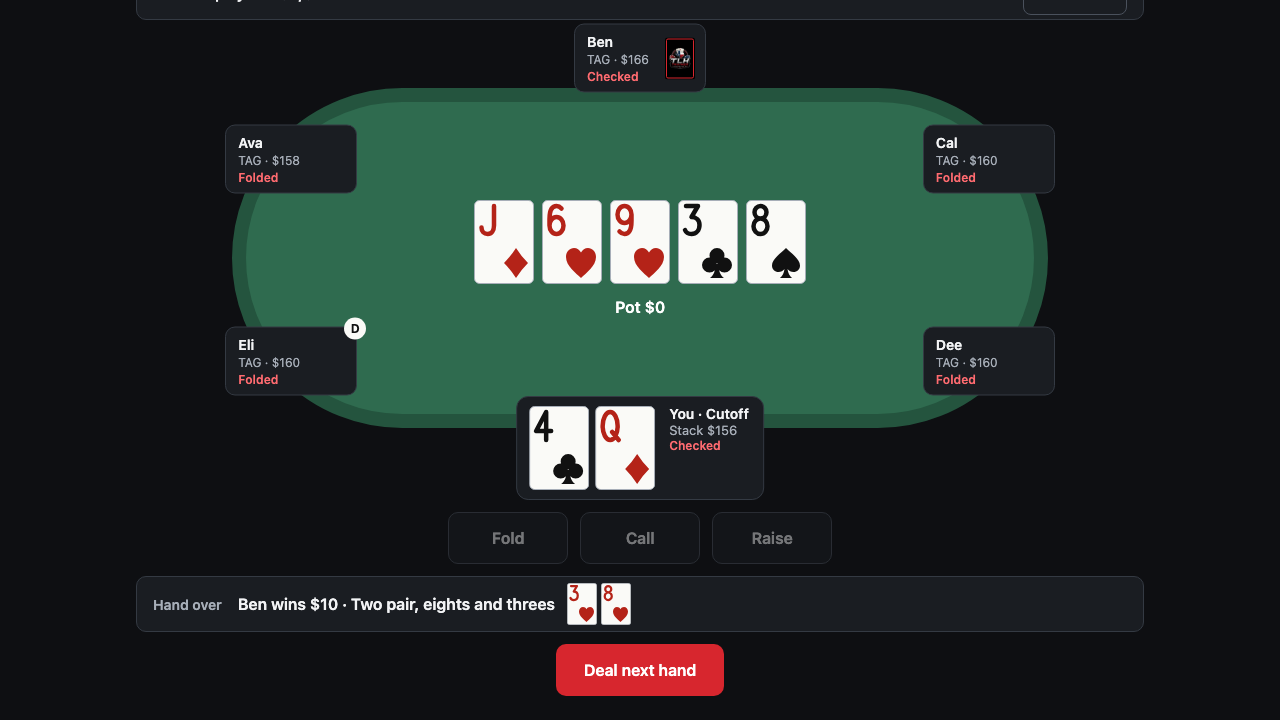 Ben
TAG · $166
Checked
TLH
Ava
TAG · $158
Folded
Cal
TAG · $160
Folded
J
6
9
3
8
Pot $0
D
Eli
TAG · $160
Folded
Dee
TAG · $160
Folded
4
Q
You · Cutoff
Stack $156
Checked
Fold
Call
Raise
Hand over
Ben wins $10 · Two pair, eights and threes
3
8
Deal next hand